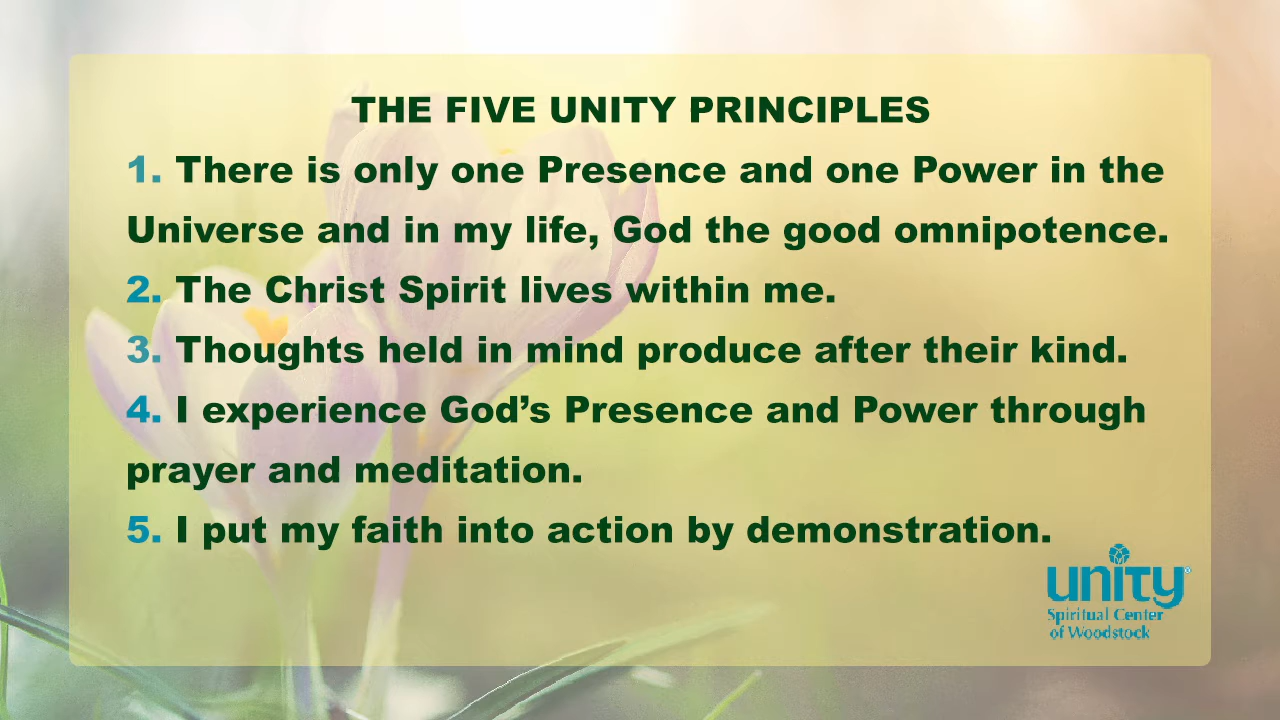 THE FIVE UNITY PRINCIPLES
1. There is only one Presence and one Power in the
Universe and in my life, God the good omnipotence.
2. The Christ Spirit lives within me.
3. Thoughts held in mind produce after their kind.
4. I experience God’s Presence and Power through
prayer and meditation.
5. I put my faith into action by demonstration.
unity®
Spiritual Center
of Woodstock